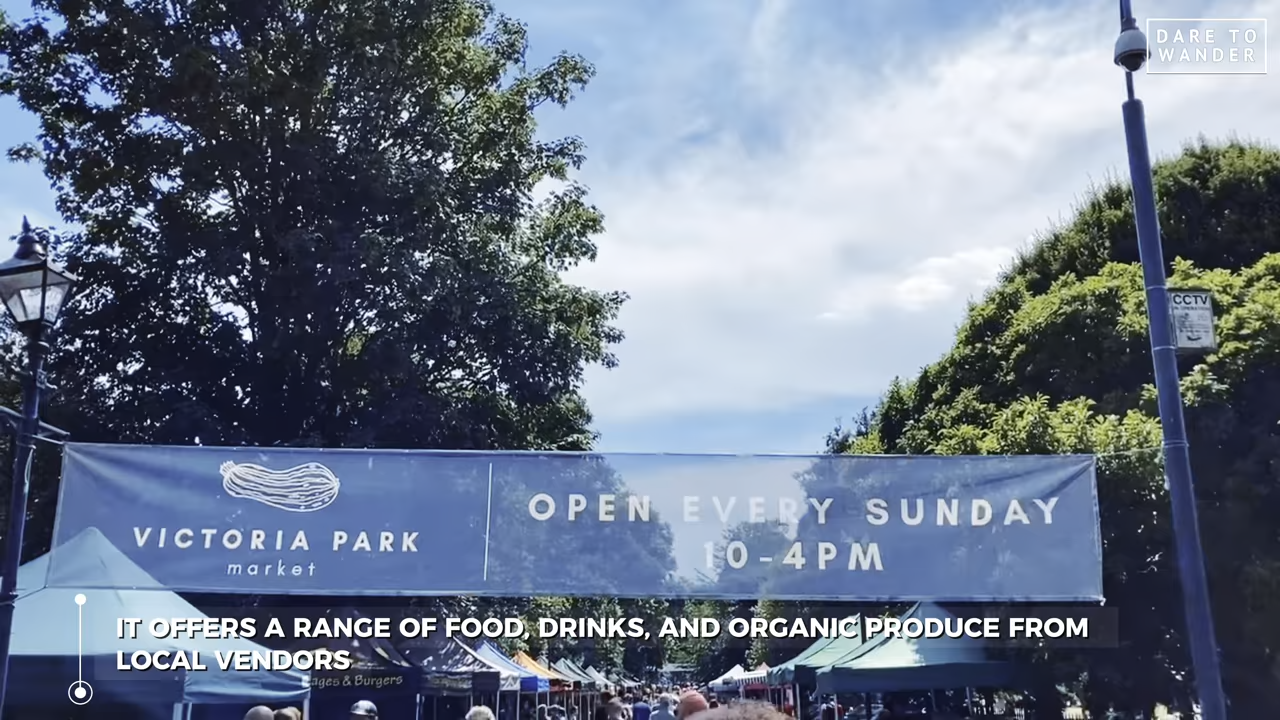 DARE TO
WANDER
CCTV
VICTORIA PARK
market
OPEN EVERY SUNDAY
10-4PM
IT OFFERS A RANGE OF FOOD, DRINKS, AND ORGANIC PRODUCE FROM
LOCAL VENDORS
& Burgers